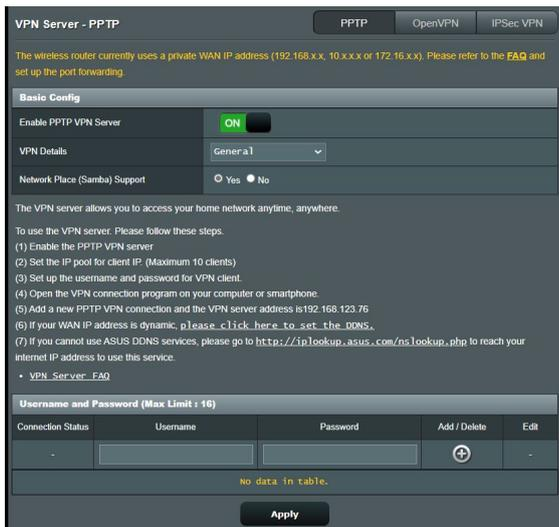 VPN Server - PPTP
PPTP
OpenVPN
IPSec VPN
The wireless router currently uses a private WAN IP address (192.168.x.x, 10.x.x.x or 172.16.x.x). Please refer to the FAQ and
set up the port forwarding.
Basic Config
Enable PPTP VPN Server
ON
VPN Details
General
Network Place (Samba) Support
Yes No
The VPN server allows you to access your home network anytime, anywhere.
To use the VPN server. Please follow these steps.
(1) Enable the PPTP VPN server
(2) Set the IP pool for client IP. (Maximum 10 clients)
(3) Set up the username and password for VPN client.
(4) Open the VPN connection program on your computer or smartphone.
(5) Add a new PPTP VPN connection and the VPN server address is192.168.123.76
(6) If your WAN IP address is dynamic, please click here to set the DDNS.
(7) If you cannot use ASUS DDNS services, please go to http://iplookup.asus.com/nslookup.php to reach your
internet IP address to use this service.
• VPN Server FAQ
Username and Password (Max Limit : 16)
Connection Status Username Password Add / Delete Edit
- -
No data in table.
Apply